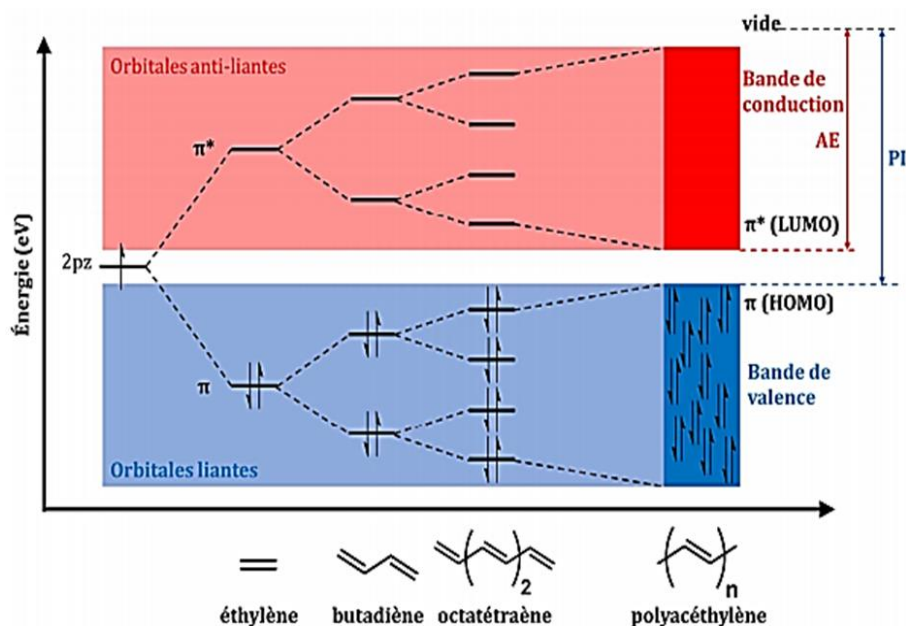 vide
Orbitales anti-liantes
Bande de
conduction
AE
PI
π*
π* (LUMO)
2pz
Énergie (eV)
π (HOMO)
π
Bande de
valence
Orbitales liantes
2
n
éthylène
butadiène
octatétraène
polyacéthylène